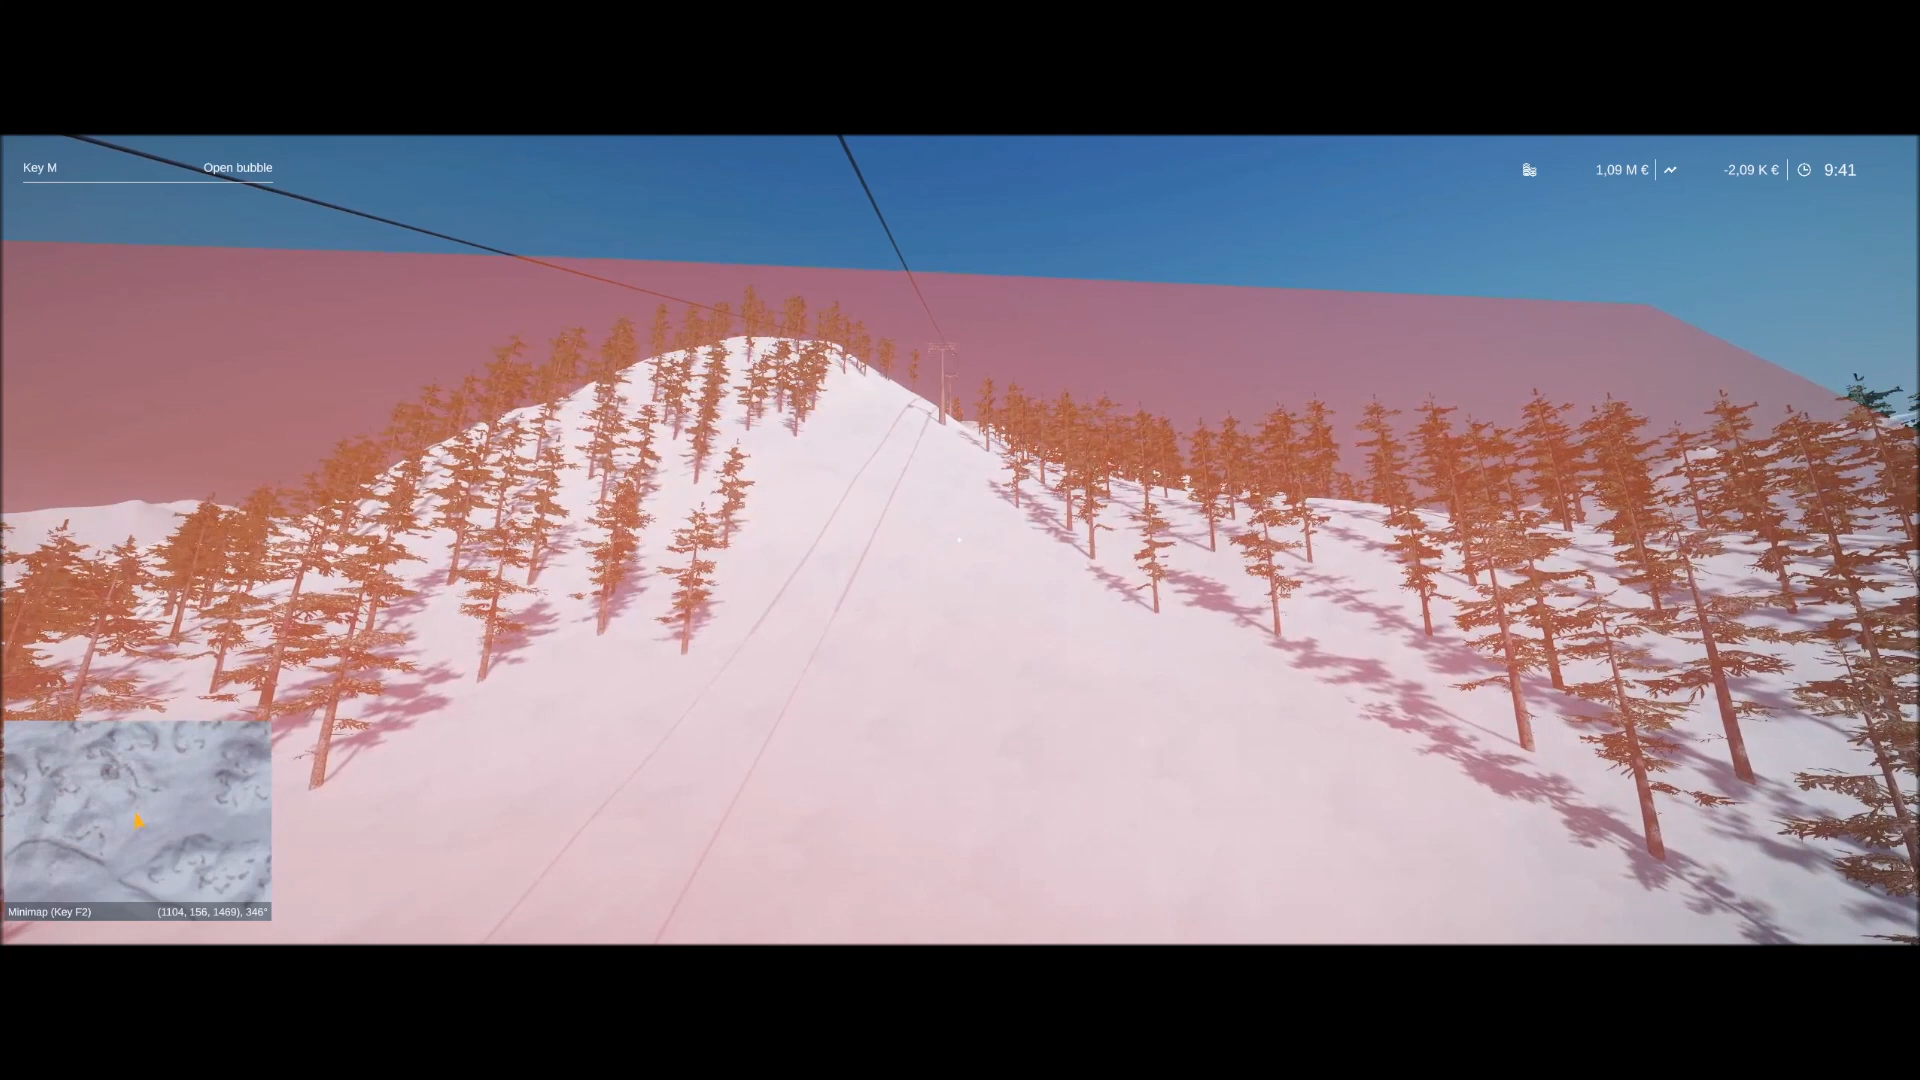 Key M Open bubble
1,09 M € -2,09 K € 9:41
Minimap (Key F2) (1104, 156, 1469), 346°